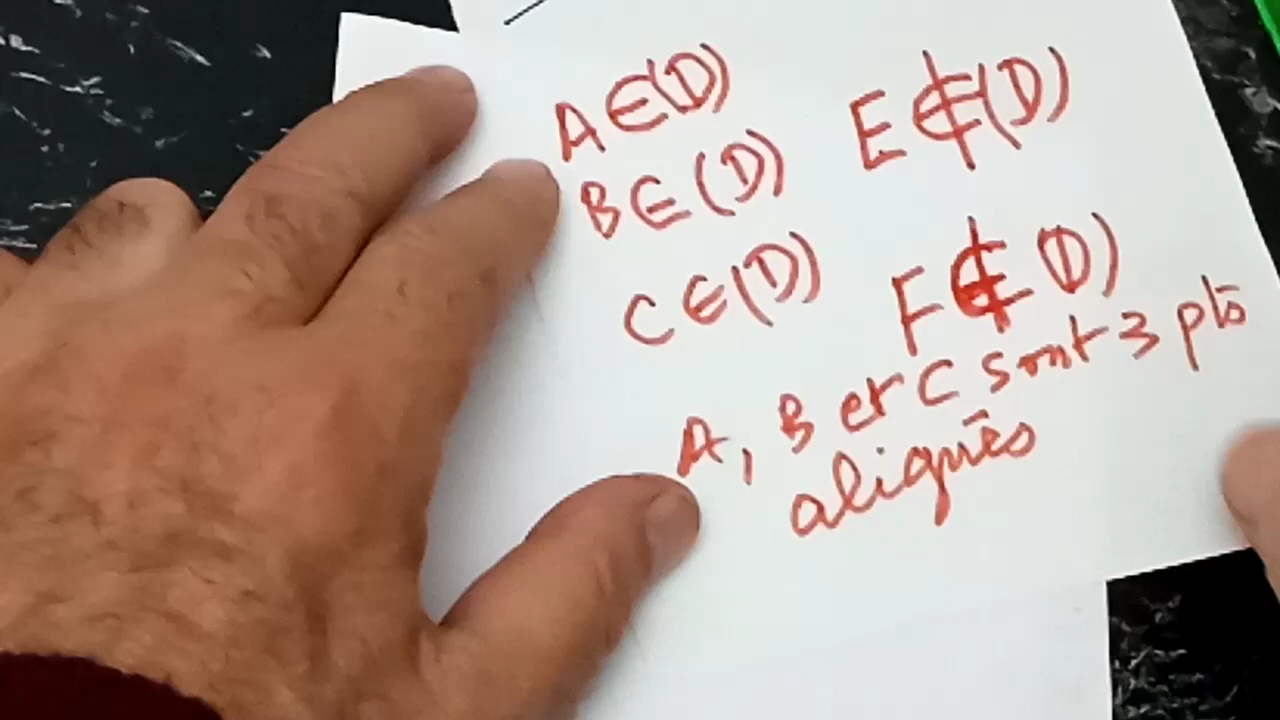 A ∈ (D)
B ∈ (D)
C ∈ (D)
E ∉ (D)
F ∉ (D)
A, B et C sont 3 pts
alignés